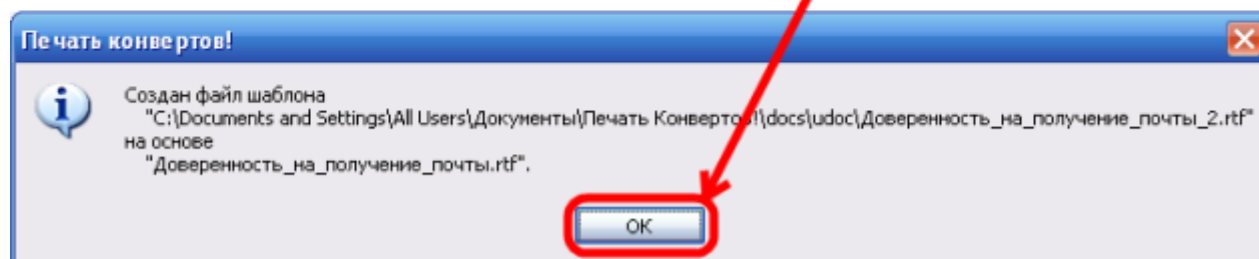 Печать конвертов!
Создан файл шаблона
"C:\Documents and Settings\All Users\Документы\Печать Конвертов!\docs\udoc\Доверенность_на_получение_почты_2.rtf"
на основе
"Доверенность_на_получение_почты.rtf".
OK